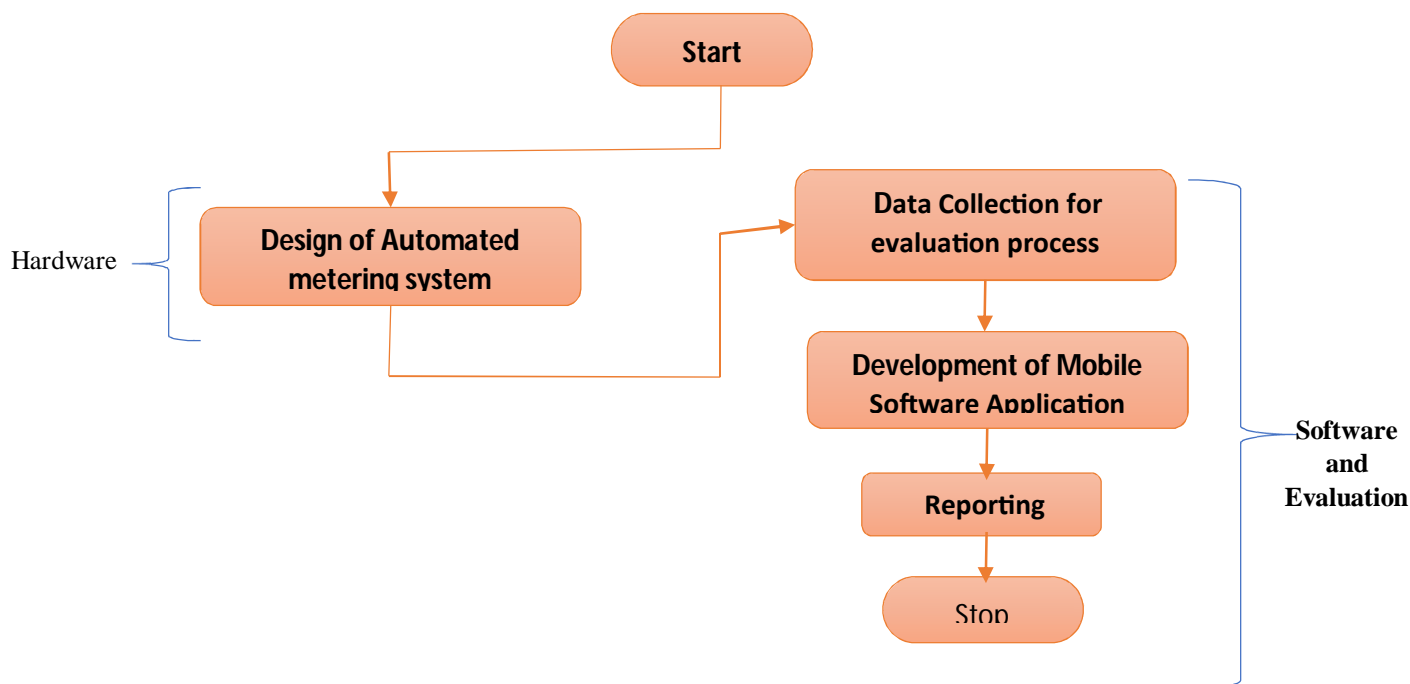 Start
Hardware
Design of Automated
metering system
Data Collection for
evaluation process
Development of Mobile
Software Application
Reporting
Stop
Software
and
Evaluation